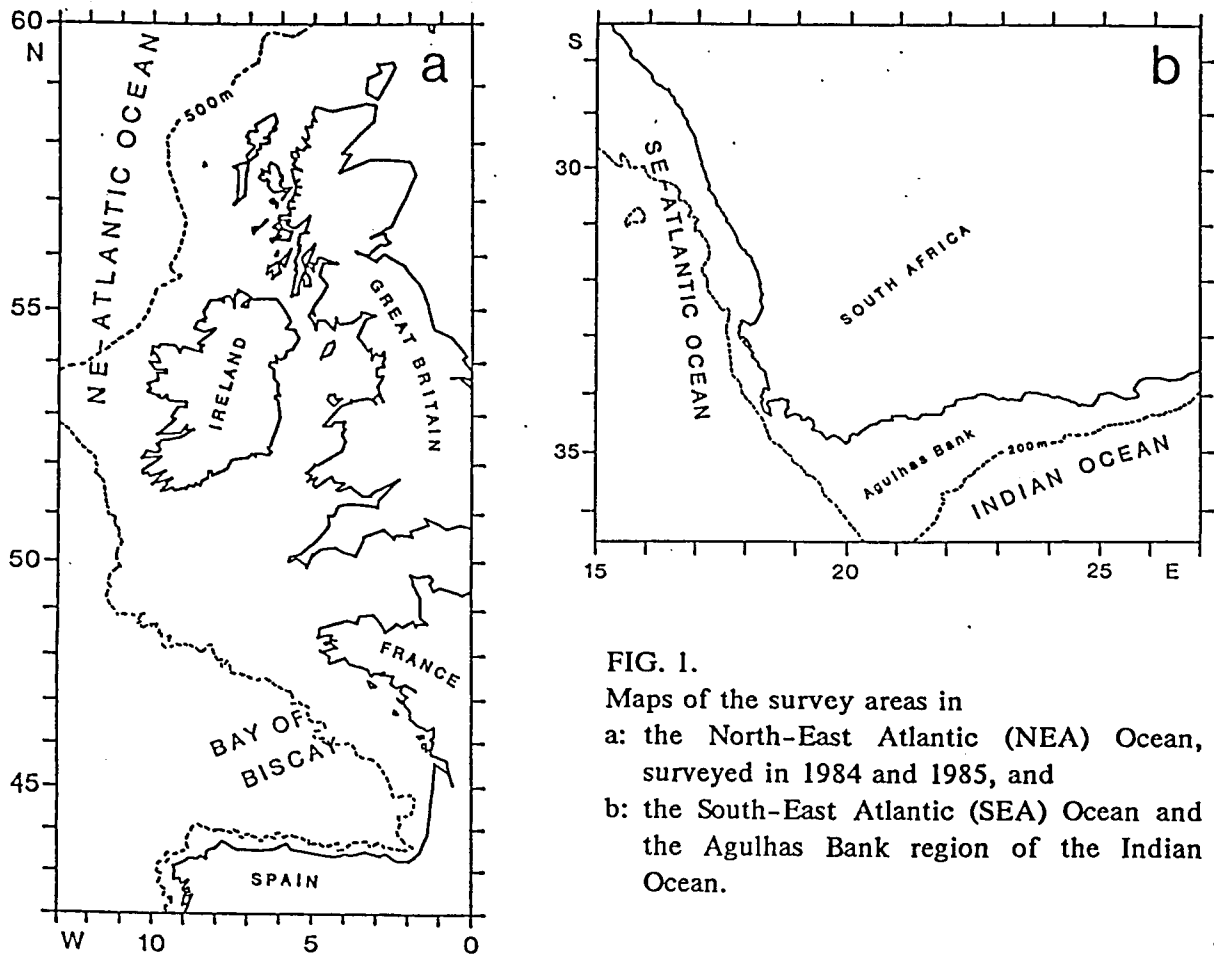 60
N
a
NE-ATLANTIC OCEAN
500m
55
GREAT BRITAIN
IRELAND
50
FRANCE
BAY OF
BISCAY
45
SPAIN
W
10
5
0
b
S
30
SE-ATLANTIC OCEAN
SOUTH AFRICA
35
Agulhas Bank
200m
INDIAN OCEAN
15
20
25
E
FIG. 1.
Maps of the survey areas in
a: the North-East Atlantic (NEA) Ocean,
surveyed in 1984 and 1985, and
b: the South-East Atlantic (SEA) Ocean and
the Agulhas Bank region of the Indian
Ocean.